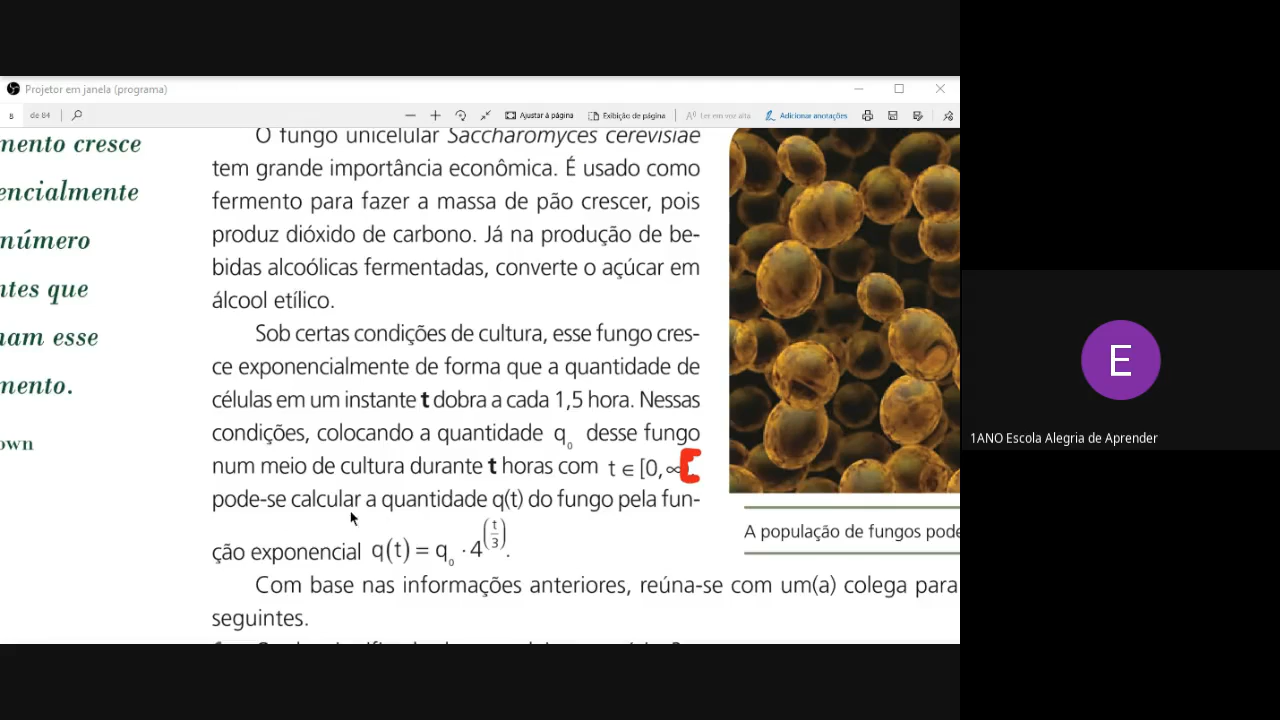 Projetor em janela (programa)
8 de 84 Ajustar à página Exibição de página Ler em voz alta Adicionar anotações
mento cresce
encialmente
número
ntes que
nam esse
mento.
own
O fungo unicelular Saccharomyces cerevisiae
tem grande importância econômica. É usado como
fermento para fazer a massa de pão crescer, pois
produz dióxido de carbono. Já na produção de be-
bidas alcoólicas fermentadas, converte o açúcar em
álcool etílico.
Sob certas condições de cultura, esse fungo cres-
ce exponencialmente de forma que a quantidade de
células em um instante t dobra a cada 1,5 hora. Nessas
condições, colocando a quantidade q₀ desse fungo
num meio de cultura durante t horas com t ∈ [0, ∞[
pode-se calcular a quantidade q(t) do fungo pela fun-
ção exponencial q(t) = q₀ · 4^(t/3).
Com base nas informações anteriores, reúna-se com um(a) colega para
seguintes.
A população de fungos pode
E
1ANO Escola Alegria de Aprender